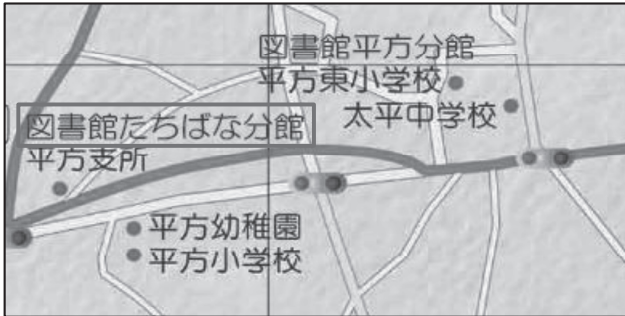 図書館平方分館
平方東小学校
太平中学校
図書館たちばな分館
平方支所
平方幼稚園
平方小学校